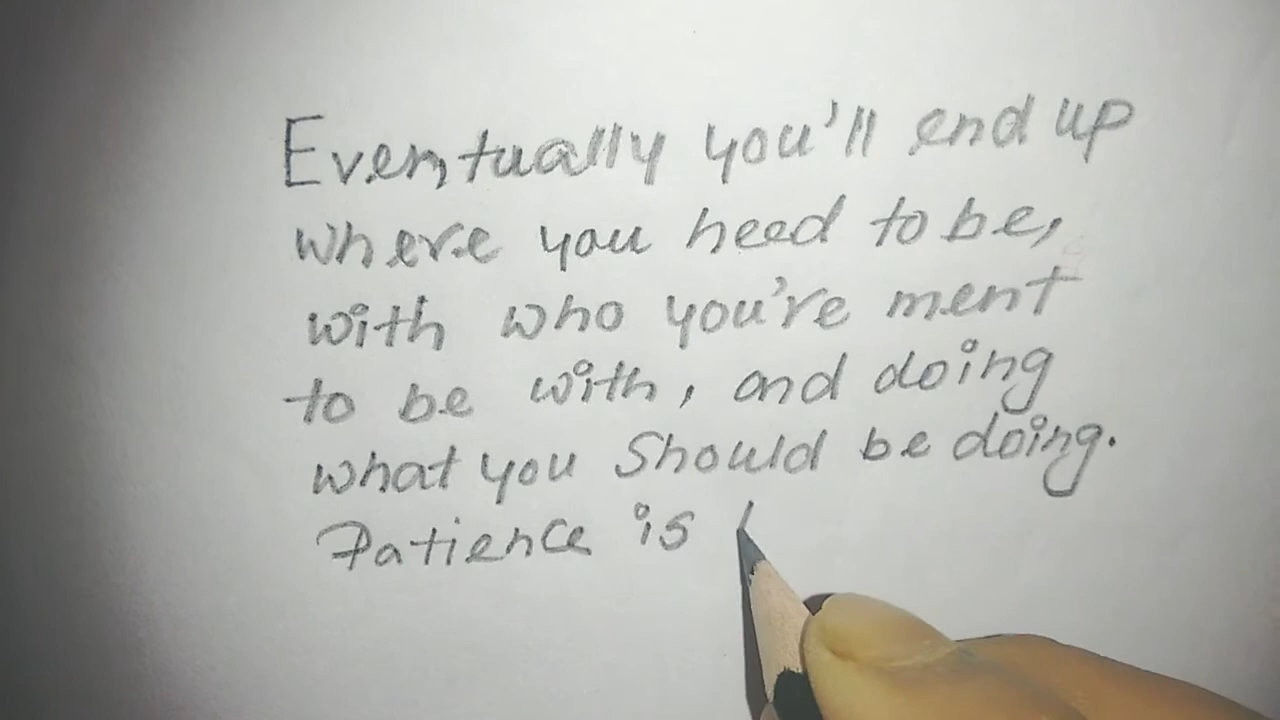 Eventually you'll end up
where you need to be,
with who you're ment
to be with, and doing
what you Should be doing.
Patience is